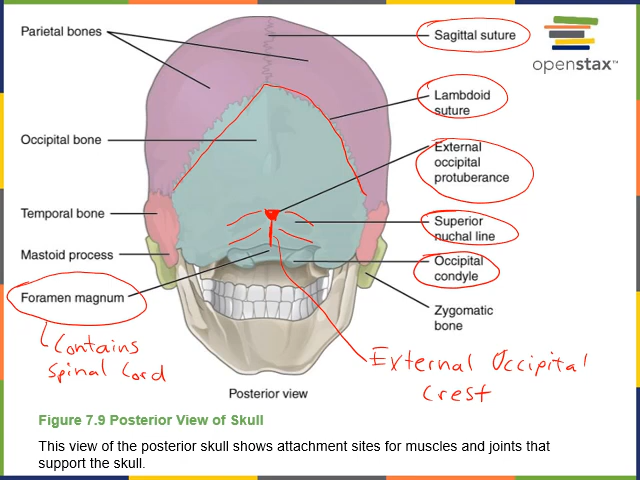 Parietal bones
Sagittal suture
openstax™
Lambdoid
suture
Occipital bone
External
occipital
protuberance
Temporal bone
Superior
nuchal line
Mastoid process
Occipital
condyle
Foramen magnum
Zygomatic
bone
Contains
Spinal Cord
External Occipital
Crest
Posterior view
Figure 7.9 Posterior View of Skull
This view of the posterior skull shows attachment sites for muscles and joints that
support the skull.